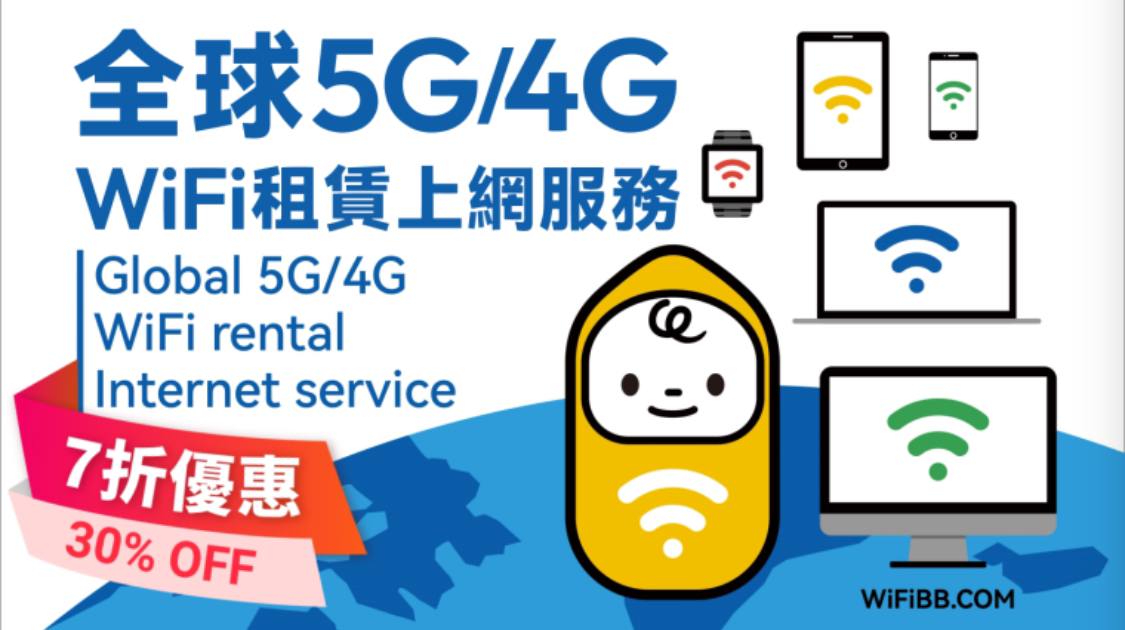 全球5G/4G
WiFi租賃上網服務
Global 5G/4G
WiFi rental
Internet service
7折優惠
30% OFF
WiFiBB.COM